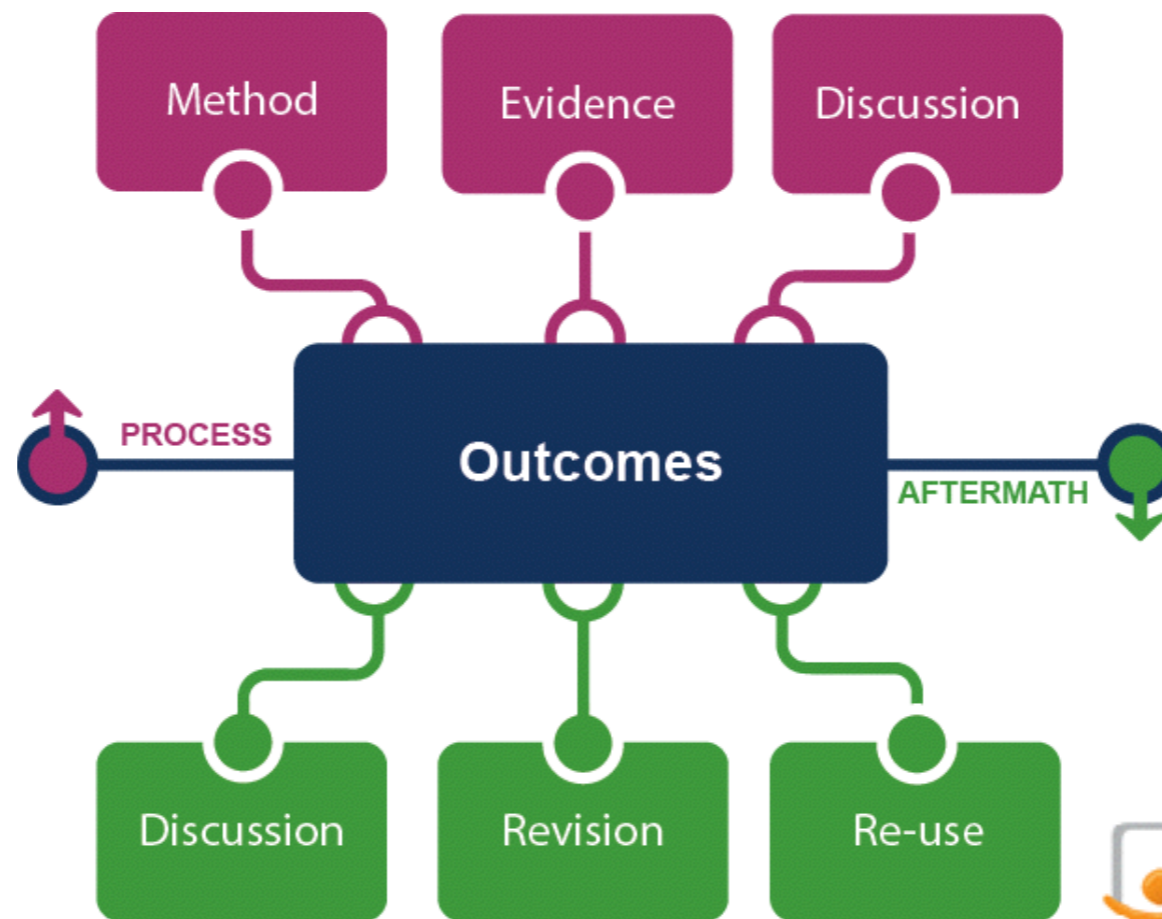 Method
Evidence
Discussion
PROCESS
Outcomes
AFTERMATH
Discussion
Revision
Re-use